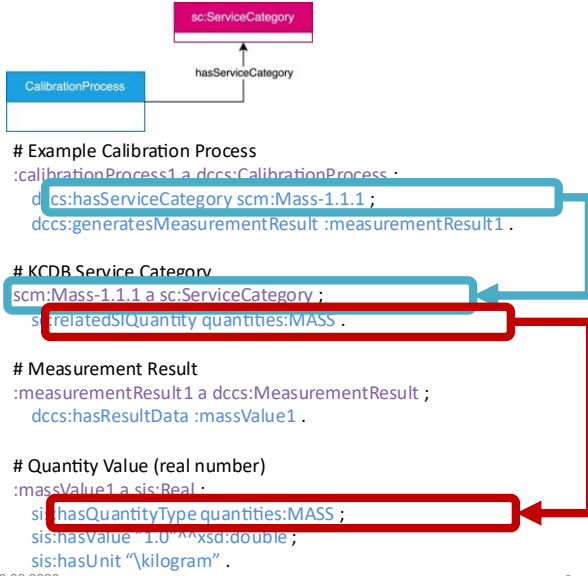 sc:ServiceCategory
hasServiceCategory
CalibrationProcess
# Example Calibration Process
:calibrationProcess1 a dccs:CalibrationProcess ;
dccs:hasServiceCategory scm:Mass-1.1.1 ;
dccs:generatesMeasurementResult :measurementResult1 .
# KCDB Service Category
scm:Mass-1.1.1 a sc:ServiceCategory ;
sc:relatedSIQuantity quantities:MASS .
# Measurement Result
:measurementResult1 a dccs:MeasurementResult ;
dccs:hasResultData :massValue1 .
# Quantity Value (real number)
:massValue1 a sis:Real ;
sis:hasQuantityType quantities:MASS ;
sis:hasValue "1.0"^^xsd:double ;
sis:hasUnit “\kilogram” .